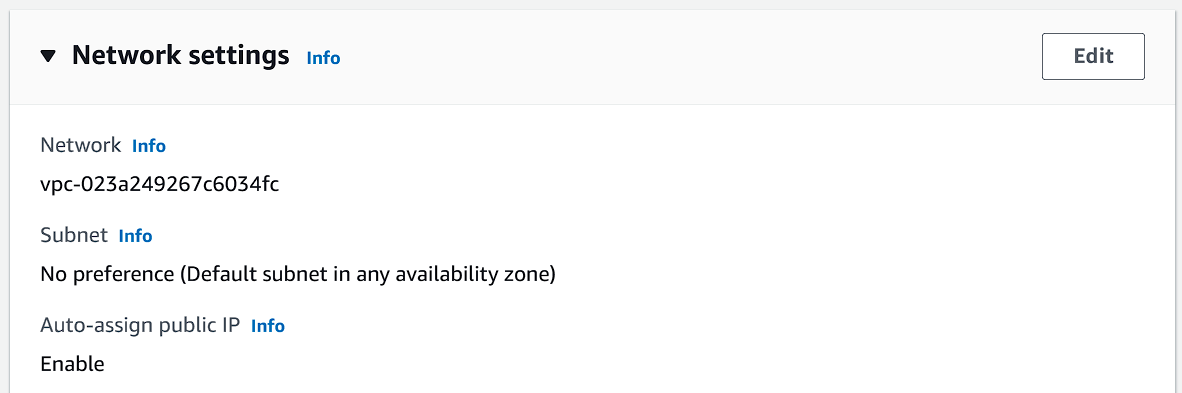 Network settings Info
Edit
Network Info
vpc-023a249267c6034fc
Subnet Info
No preference (Default subnet in any availability zone)
Auto-assign public IP Info
Enable